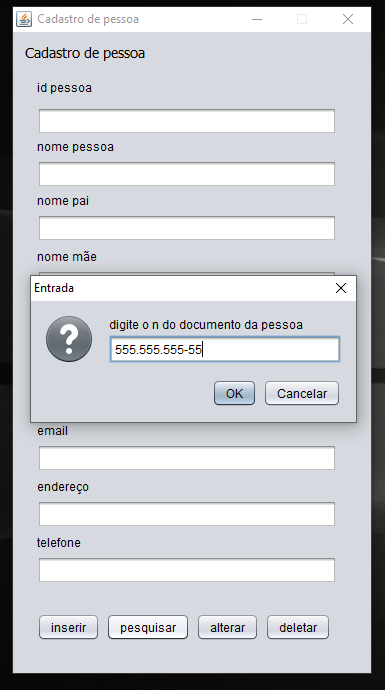 Cadastro de pessoa
Cadastro de pessoa
id pessoa
nome pessoa
nome pai
nome mãe
Entrada
digite o n do documento da pessoa
555.555.555-55
OK Cancelar
email
endereço
telefone
inserir pesquisar alterar deletar